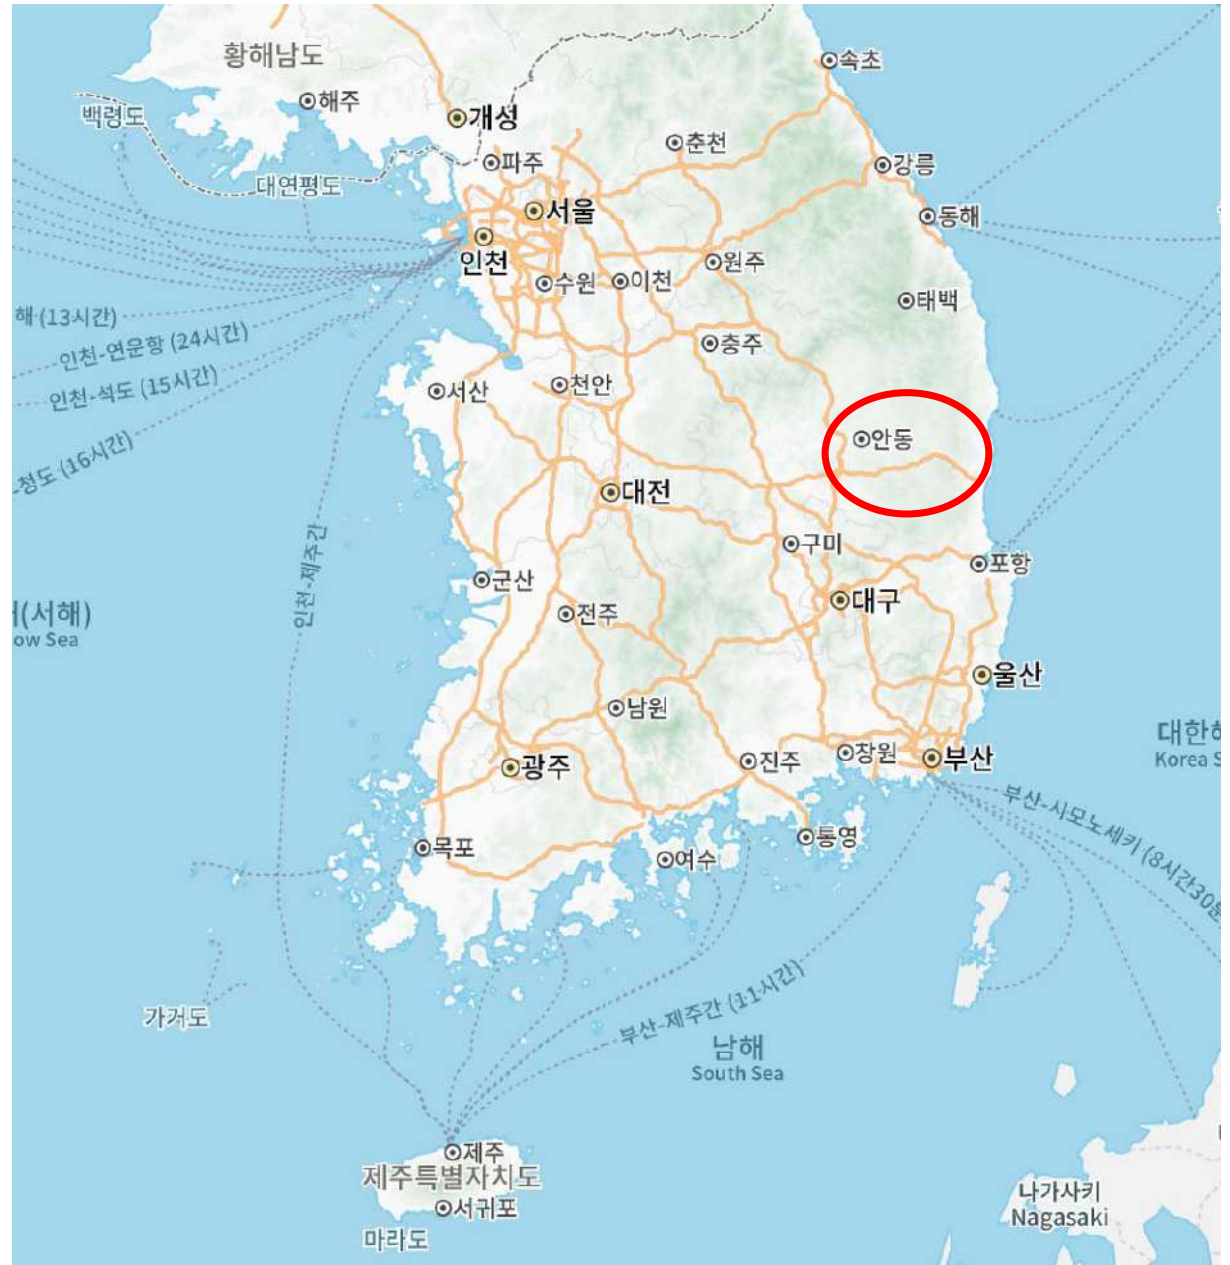 황해남도
속초
해주
백령도
개성
춘천
파주
강릉
대연평도
서울
동해
인천
원주
수원
이천
태백
해 (13시간)
인천-연운항 (24시간)
충주
인천-석도 (15시간)
서산
천안
안동
-청도 (16시간)
대전
인천-제주간
구미
포항
군산
대구
(서해)
ow Sea
전주
울산
남원
대한해
Korea S
광주
진주
창원
부산
부산-시모노세키 (8시간30분
목포
여수
통영
가거도
부산-제주간 (11시간)
남해
South Sea
제주
제주특별자치도
서귀포
마라도
나가사키
Nagasaki